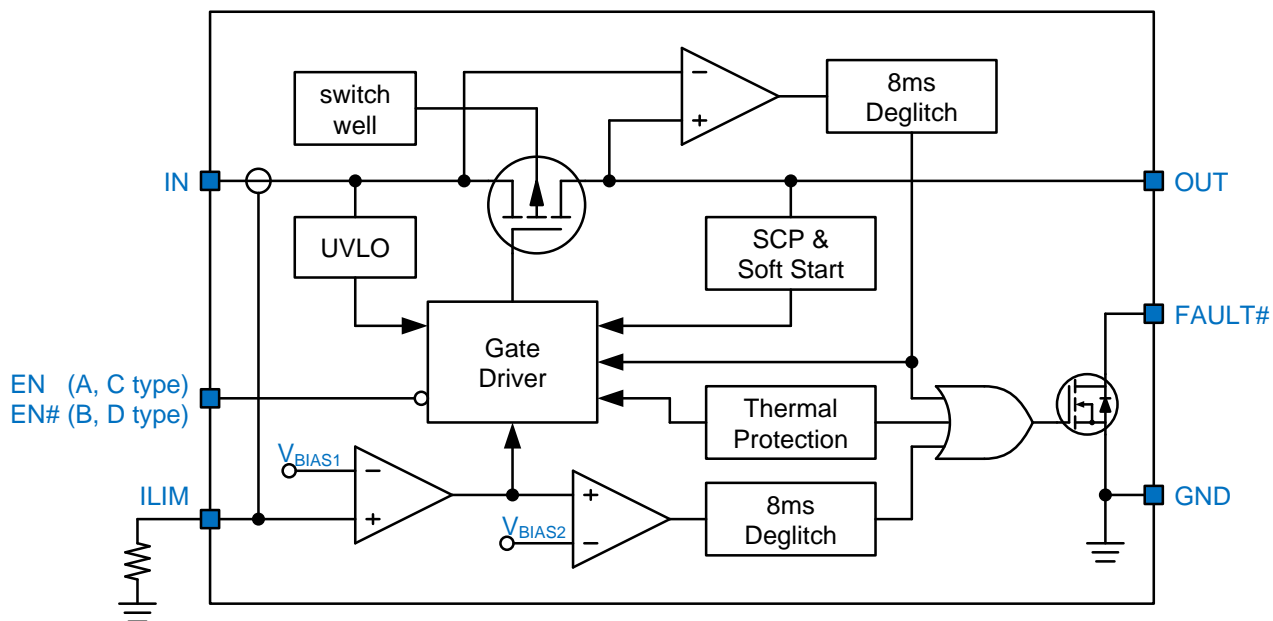 switch
well
−
+
8ms
Deglitch
IN
OUT
UVLO
SCP &
Soft Start
FAULT#
Gate
Driver
EN (A, C type)
EN# (B, D type)
Thermal
Protection
VBIAS1
−
+
ILIM
+
−
VBIAS2
8ms
Deglitch
GND